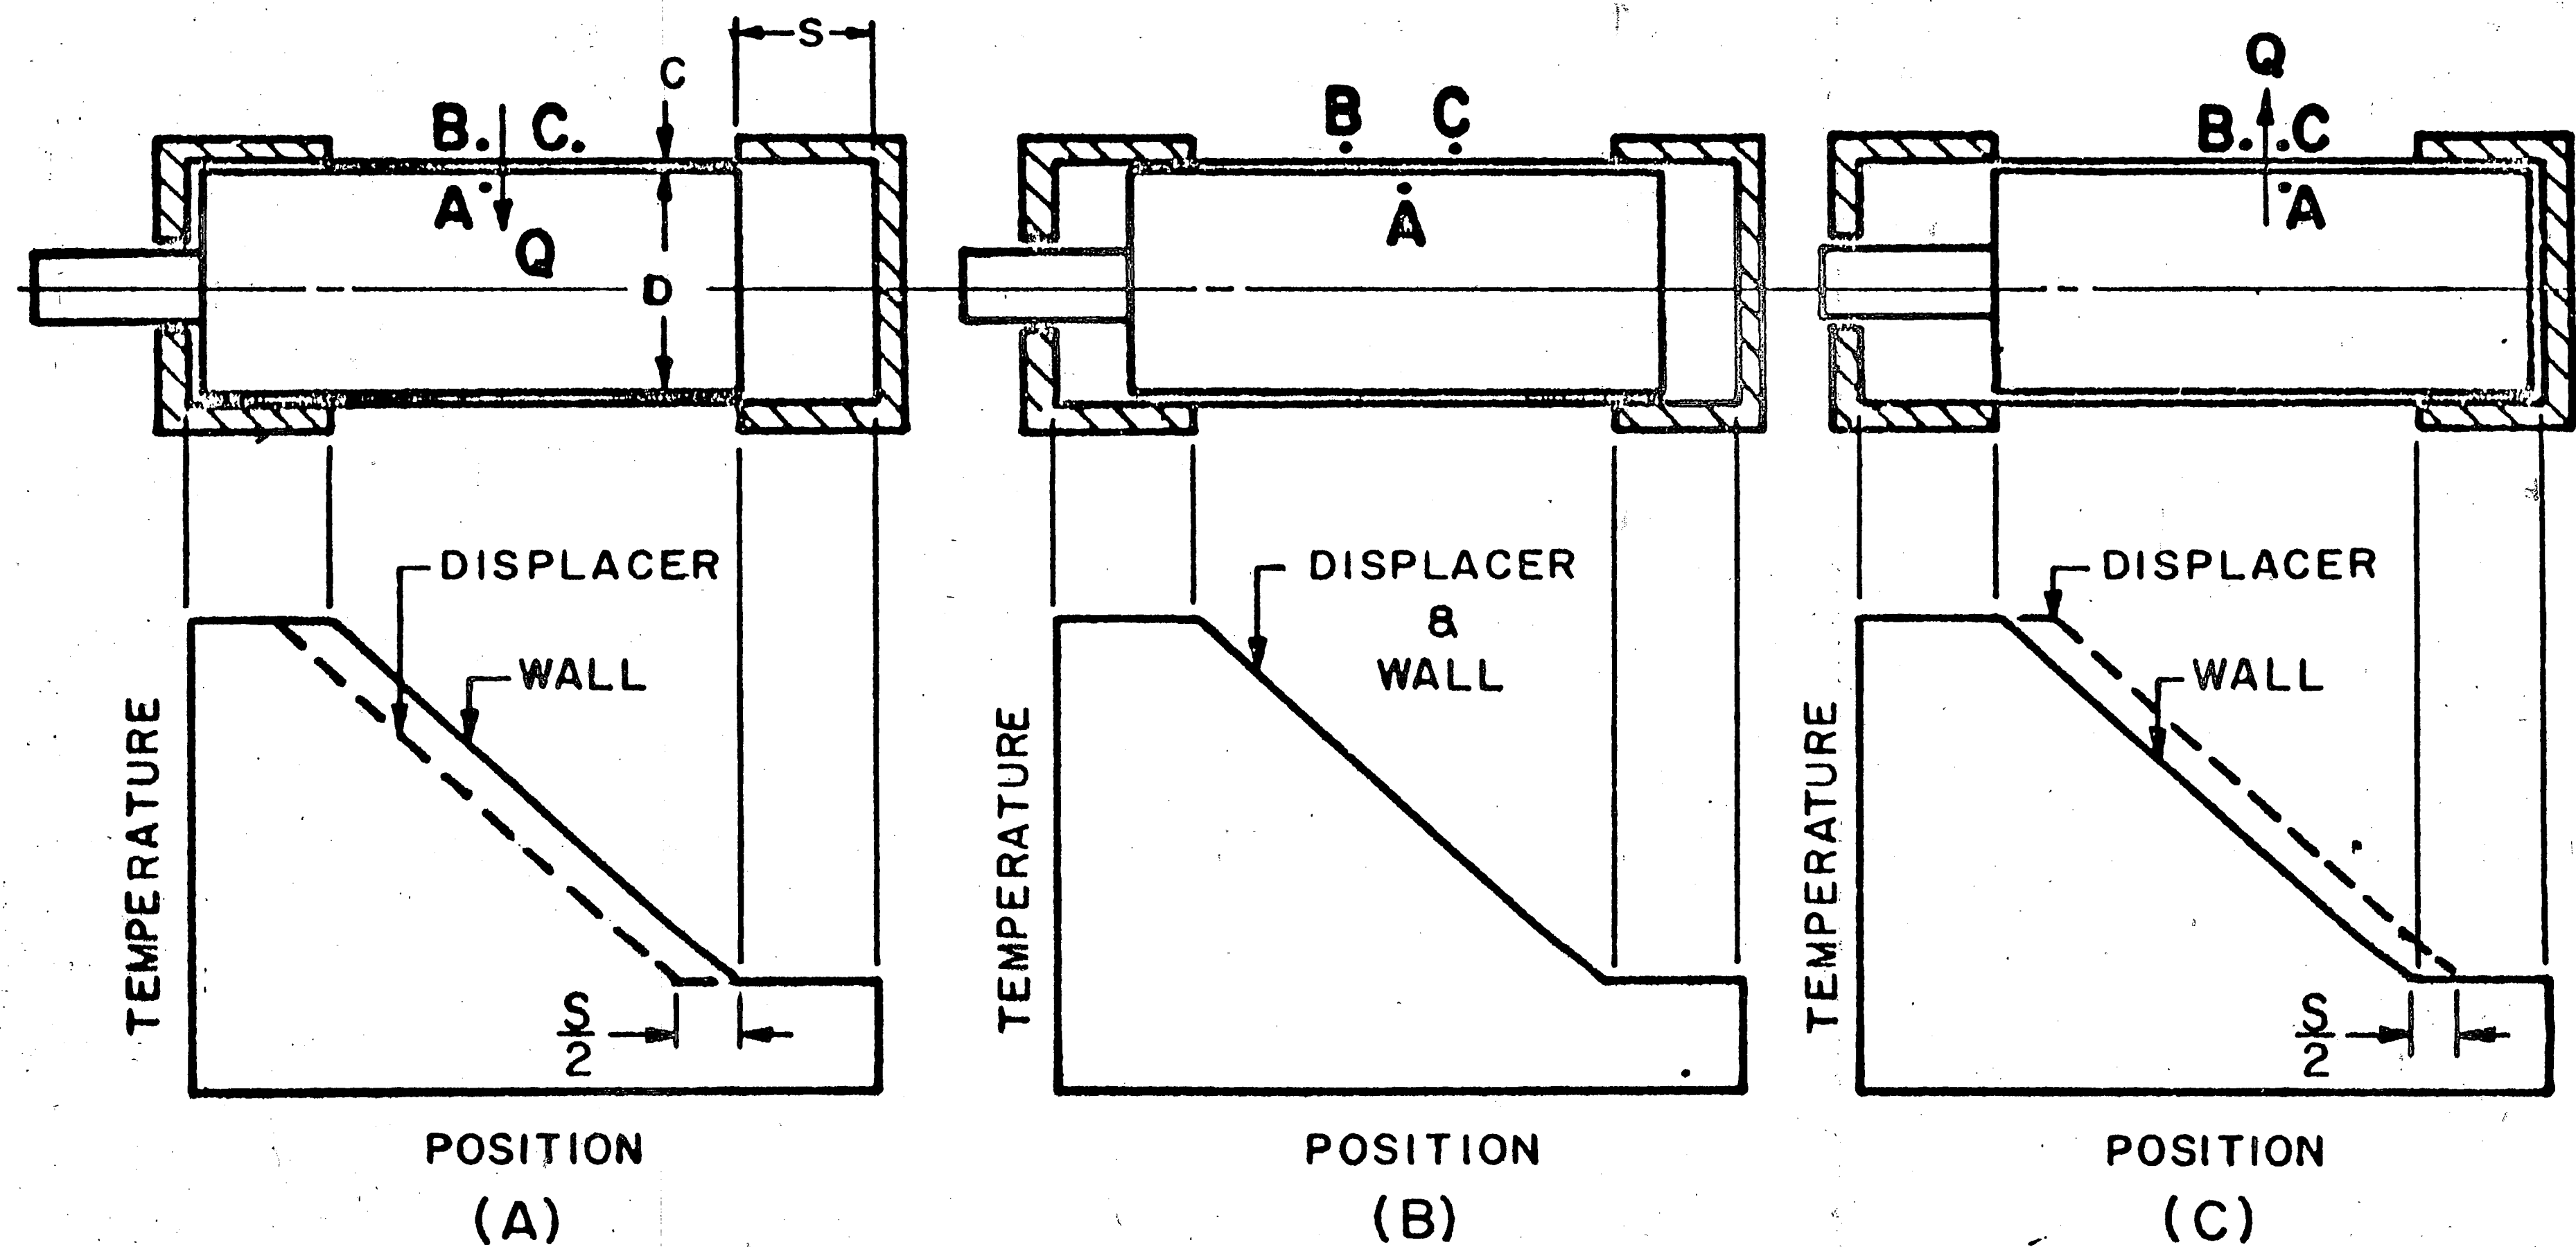 S
C
B. C.
A
Q
D
B C
A
Q
B. C
A
DISPLACER
WALL
TEMPERATURE
S
2
POSITION
(A)
DISPLACER
&
WALL
TEMPERATURE
POSITION
(B)
DISPLACER
WALL
TEMPERATURE
S
2
POSITION
(C)